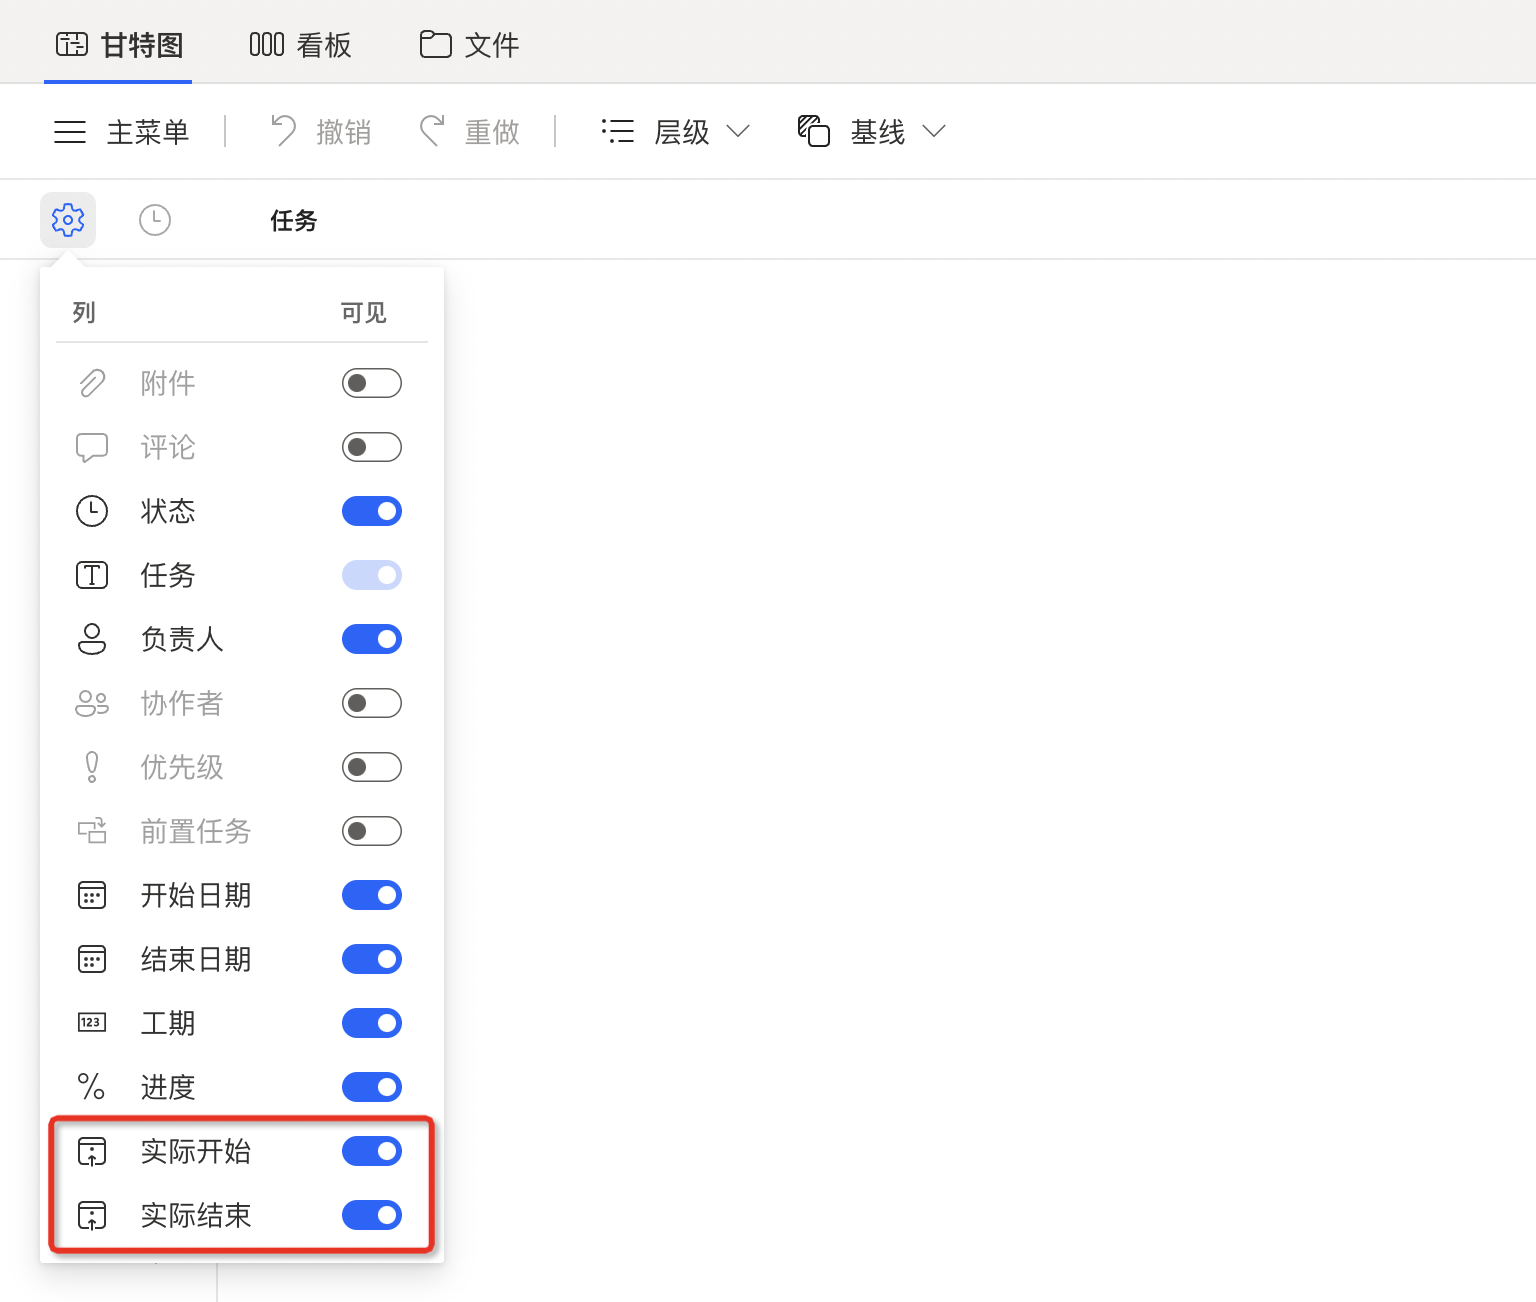 甘特图 看板 文件
主菜单 撤销 重做 层级 基线
任务
列 可见
附件
评论
状态
任务
负责人
协作者
优先级
前置任务
开始日期
结束日期
123 工期
进度
实际开始
实际结束